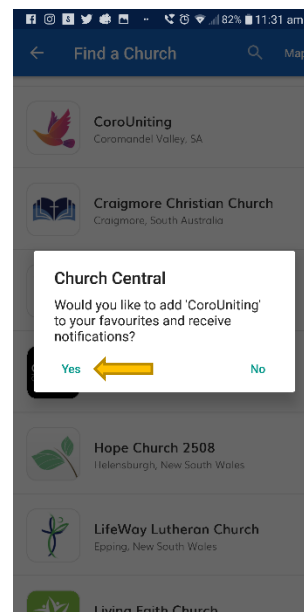 82% 11:31 am
Find a Church
Map
CoroUniting
Coromandel Valley, SA
Craigmore Christian Church
Craigmore, South Australia
Church Central
Would you like to add 'CoroUniting'
to your favourites and receive
notifications?
Yes
No
Hope Church 2508
Helensburgh, New South Wales
LifeWay Lutheran Church
Epping, New South Wales
Living Faith Church